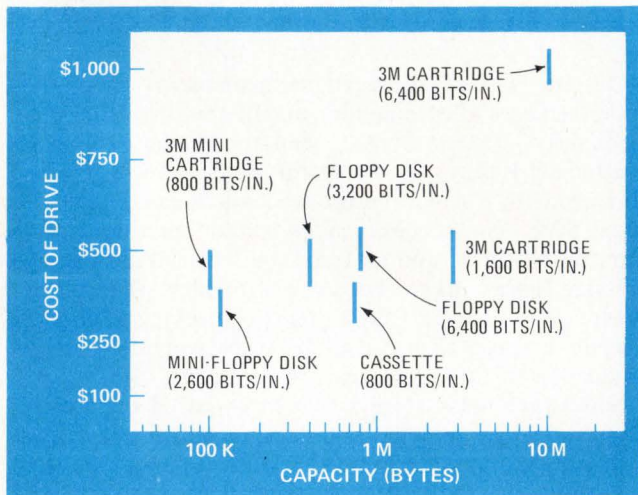 $1,000
$750
$500
$250
$100
COST OF DRIVE
3M CARTRIDGE
(6,400 BITS/IN.)
3M MINI
CARTRIDGE
(800 BITS/IN.)
FLOPPY DISK
(3,200 BITS/IN.)
3M CARTRIDGE
(1,600 BITS/IN.)
FLOPPY DISK
(6,400 BITS/IN.)
MINI-FLOPPY DISK
(2,600 BITS/IN.)
CASSETTE
(800 BITS/IN.)
100 K
1 M
10 M
CAPACITY (BYTES)